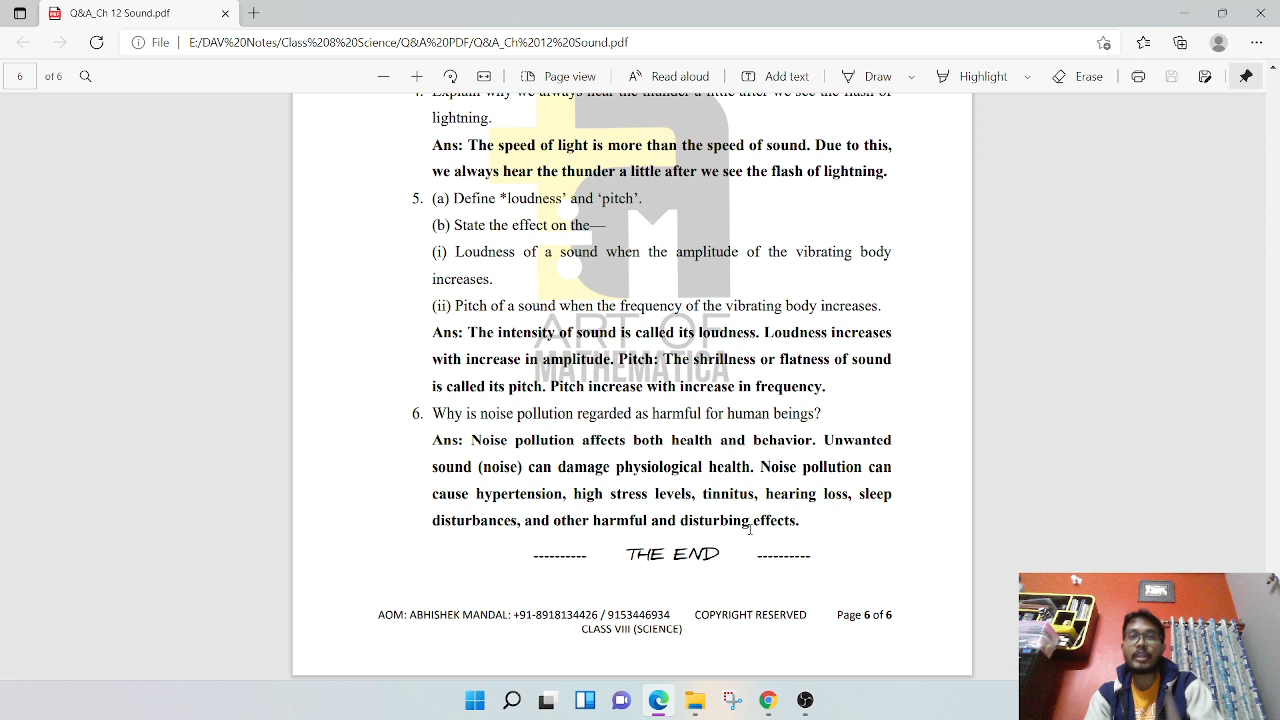 Q&A_Ch 12 Sound.pdf
File
E:/DAV%20Notes/Class%208%20Science/Q&A%20PDF/Q&A_Ch%2012%20Sound.pdf
6 of 6
Page view
Read aloud
Add text
Draw
Highlight
Erase
4. Explain why we always hear the thunder a little after we see the flash of
lightning.
Ans: The speed of light is more than the speed of sound. Due to this,
we always hear the thunder a little after we see the flash of lightning.
5. (a) Define *loudness’ and ‘pitch’.
(b) State the effect on the—
(i) Loudness of a sound when the amplitude of the vibrating body
increases.
(ii) Pitch of a sound when the frequency of the vibrating body increases.
Ans: The intensity of sound is called its loudness. Loudness increases
with increase in amplitude. Pitch: The shrillness or flatness of sound
is called its pitch. Pitch increase with increase in frequency.
ART OF
MATHEMATICA
6. Why is noise pollution regarded as harmful for human beings?
Ans: Noise pollution affects both health and behavior. Unwanted
sound (noise) can damage physiological health. Noise pollution can
cause hypertension, high stress levels, tinnitus, hearing loss, sleep
disturbances, and other harmful and disturbing effects.
---------- THE END ----------
AOM: ABHISHEK MANDAL: +91-8918134426 / 9153446934 COPYRIGHT RESERVED Page 6 of 6
CLASS VIII (SCIENCE)